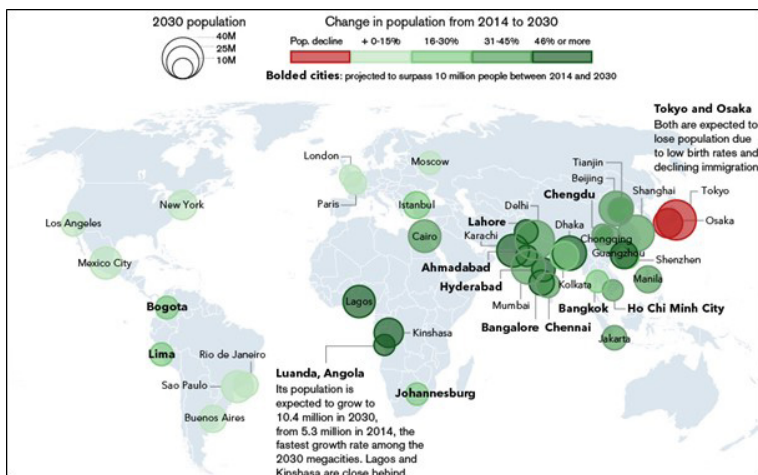 2030 population
40M
25M
10M
Change in population from 2014 to 2030
Pop. decline
+ 0-15%
16-30%
31-45%
46% or more
Bolded cities: projected to surpass 10 million people between 2014 and 2030
Tokyo and Osaka
Both are expected to
lose population due
to low birth rates and
declining immigration
London
Moscow
Tianjin
Beijing
Chengdu
Shanghai
Tokyo
Osaka
New York
Paris
Istanbul
Delhi
Los Angeles
Lahore
Karachi
Dhaka
Chongqing
Guangzhou
Shenzhen
Cairo
Mexico City
Ahmadabad
Kolkata
Manila
Hyderabad
Mumbai
Bangkok
Ho Chi Minh City
Bogota
Lagos
Bangalore
Chennai
Kinshasa
Jakarta
Lima
Rio de Janeiro
Sao Paulo
Buenos Aires
Johannesburg
Luanda, Angola
Its population is
expected to grow to
10.4 million in 2030,
from 5.3 million in 2014, the
fastest growth rate among the
2030 megacities. Lagos and
Kinshasa are close behind